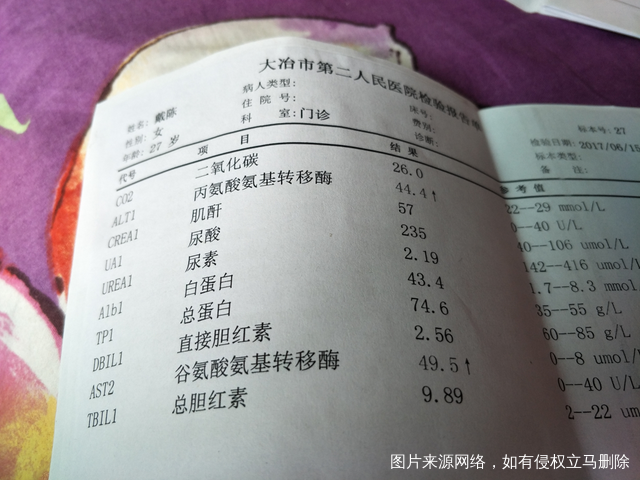 大冶市第二人民医院检验报告单
姓名: 戴陈 病人类型: 床号: 标本号: 27
性别: 女 住 院 号: 费别: 检验日期: 2017/06/15
年龄: 27 岁 科 室: 门诊 诊断: 标本类型:
备 注:
代号 项 目 结 果 参 考 值
CO2 二氧化碳 26.0 22--29 mmol/L
ALT1 丙氨酸氨基转移酶 44.4↑ 0--40 U/L
CREA1 肌酐 57 40--106 umol/L
UA1 尿酸 235 142--416 umol/L
UREA1 尿素 2.19 1.7--8.3 mmol
Alb1 白蛋白 43.4 35--55 g/L
TP1 总蛋白 74.6 60--85 g/L
DBIL1 直接胆红素 2.56 0--8 umol/
AST2 谷氨酸氨基转移酶 49.5↑ 0--40 U/L
TBIL1 总胆红素 9.89 2--22 um
图片来源网络，如有侵权立马删除